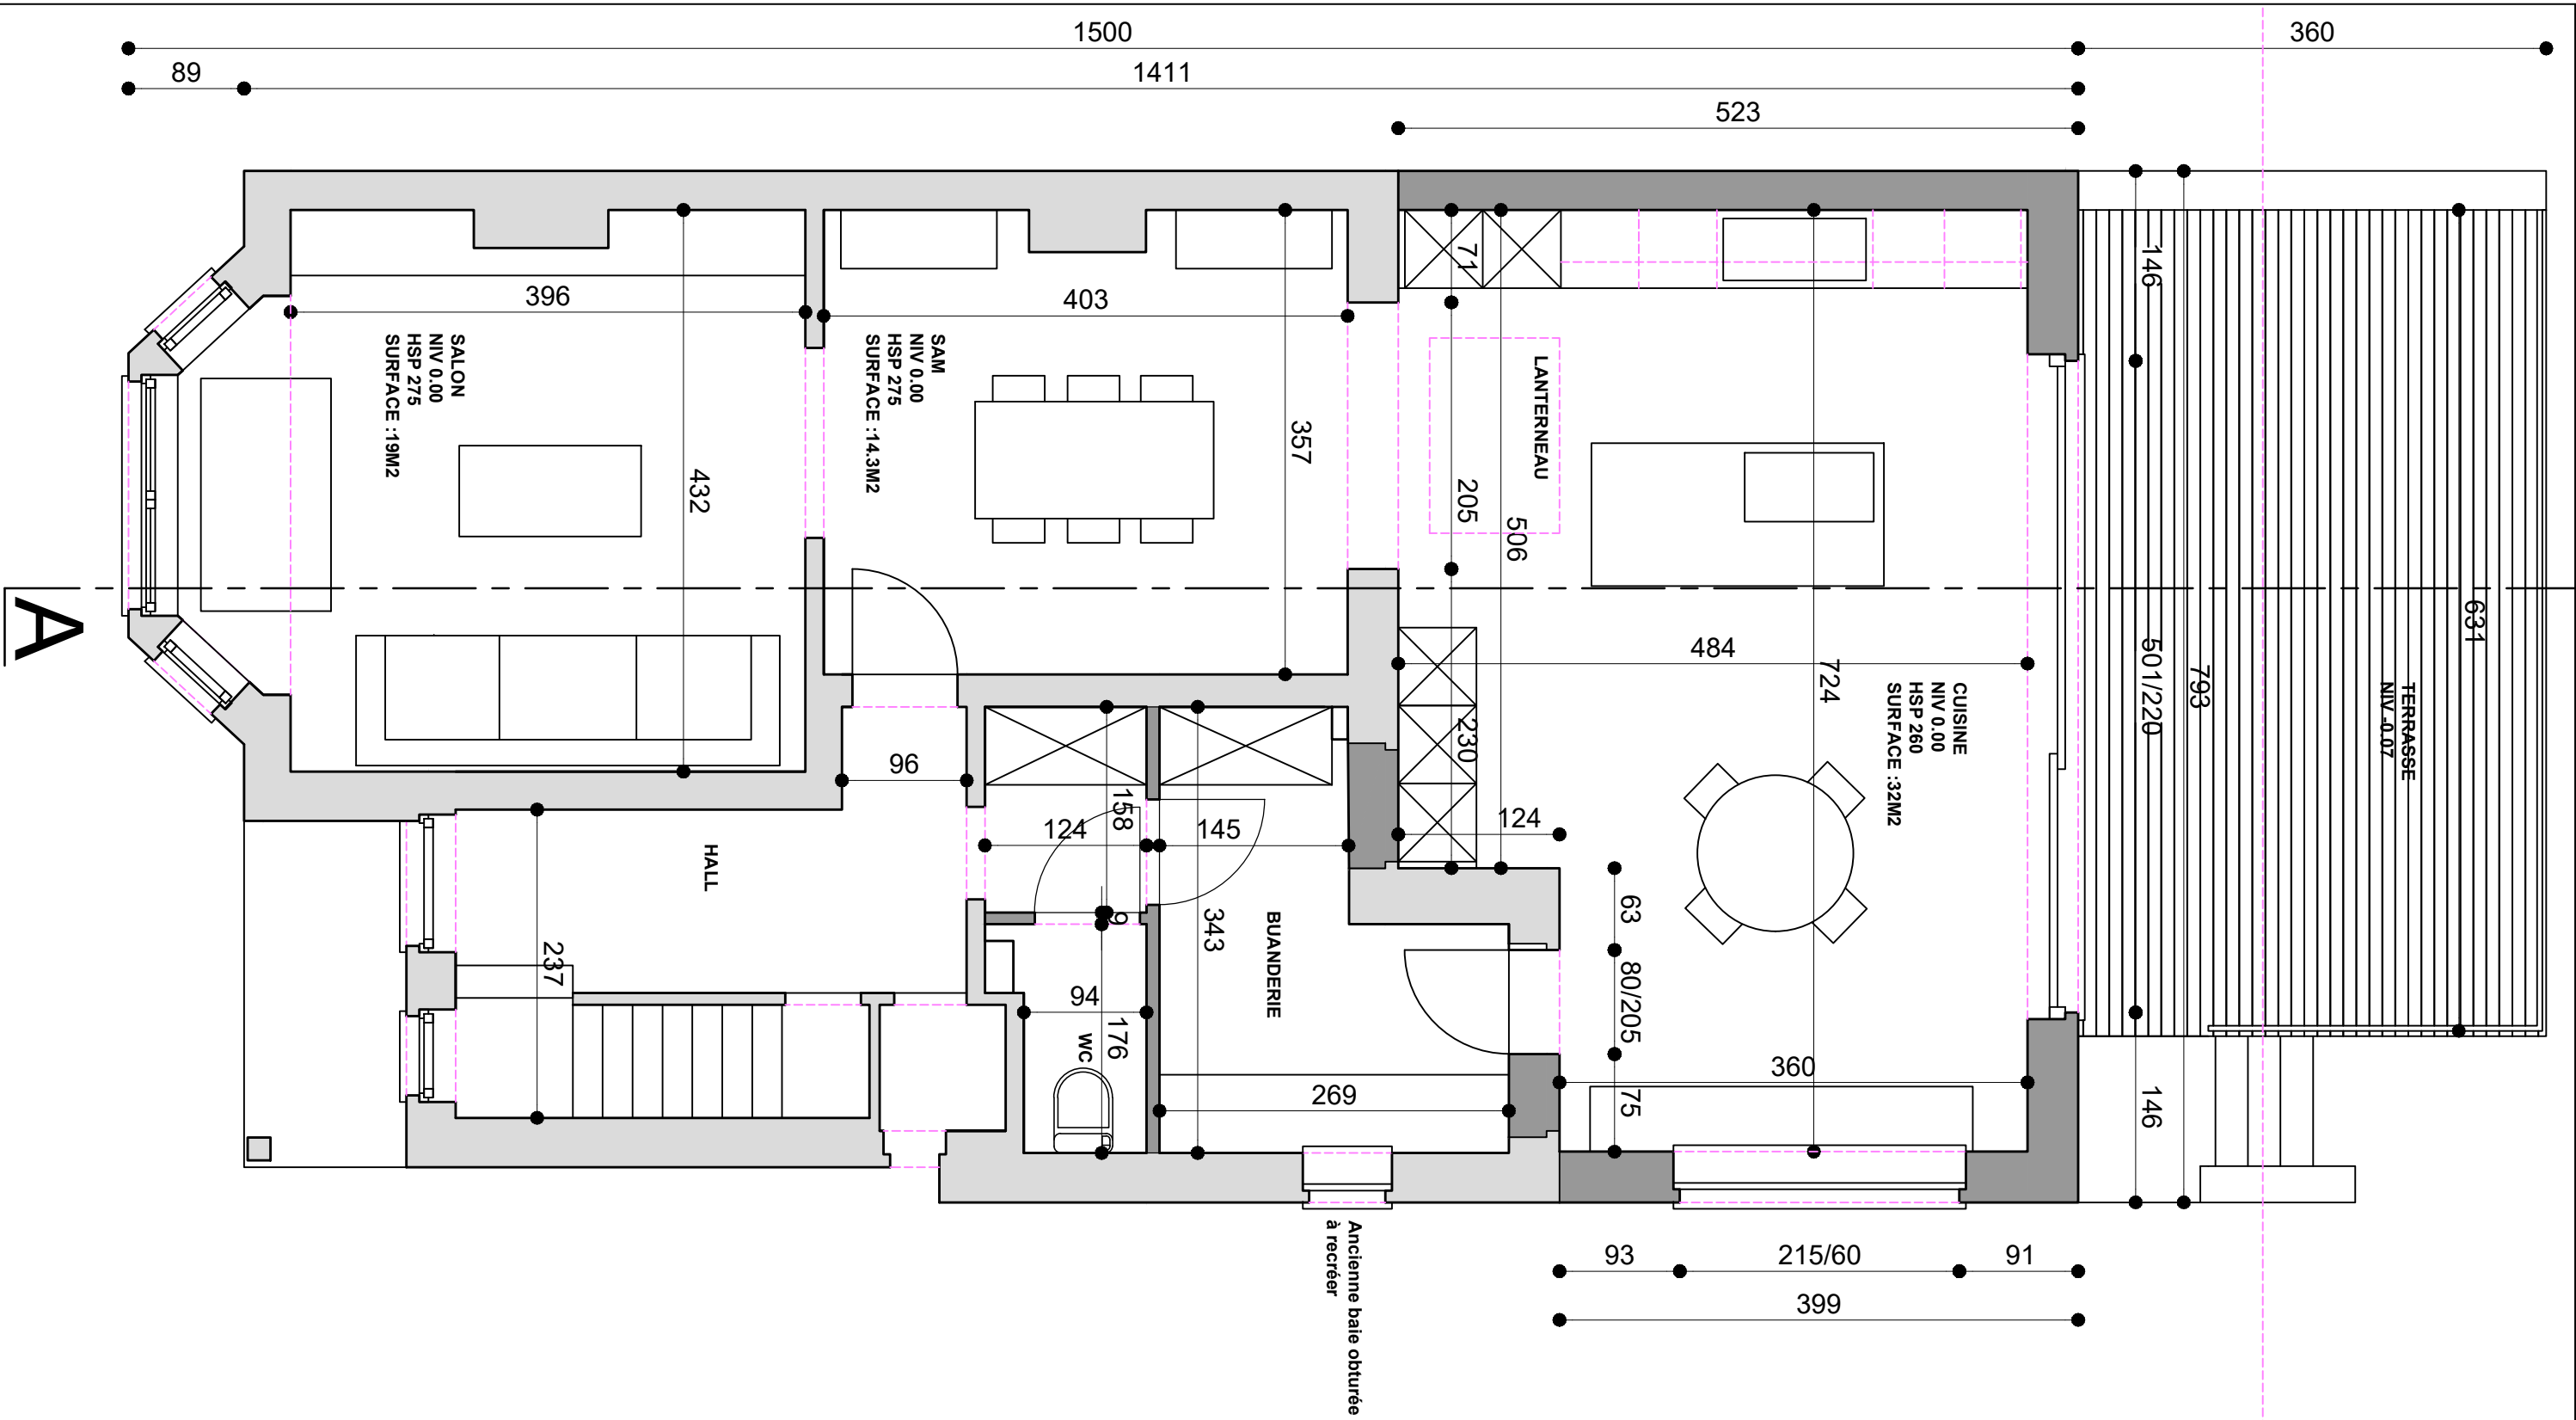 1500
360
89
1411
523
146
71
396
403
SALON
NIV 0.00
HSP 275
SURFACE :19M2
SAM
NIV 0.00
HSP 275
SURFACE :14.3M2
LANTERNEAU
357
432
205
506
484
724
501/220
793
631
TERRASSE
NIV -0.07
CUISINE
NIV 0.00
HSP 260
SURFACE :32M2
A
230
96
158
124
145
124
HALL
63
9
343
BUANDERIE
237
80/205
94
176
WC
360
269
75
146
Ancienne baie obturée
à recréer
93
215/60
91
399